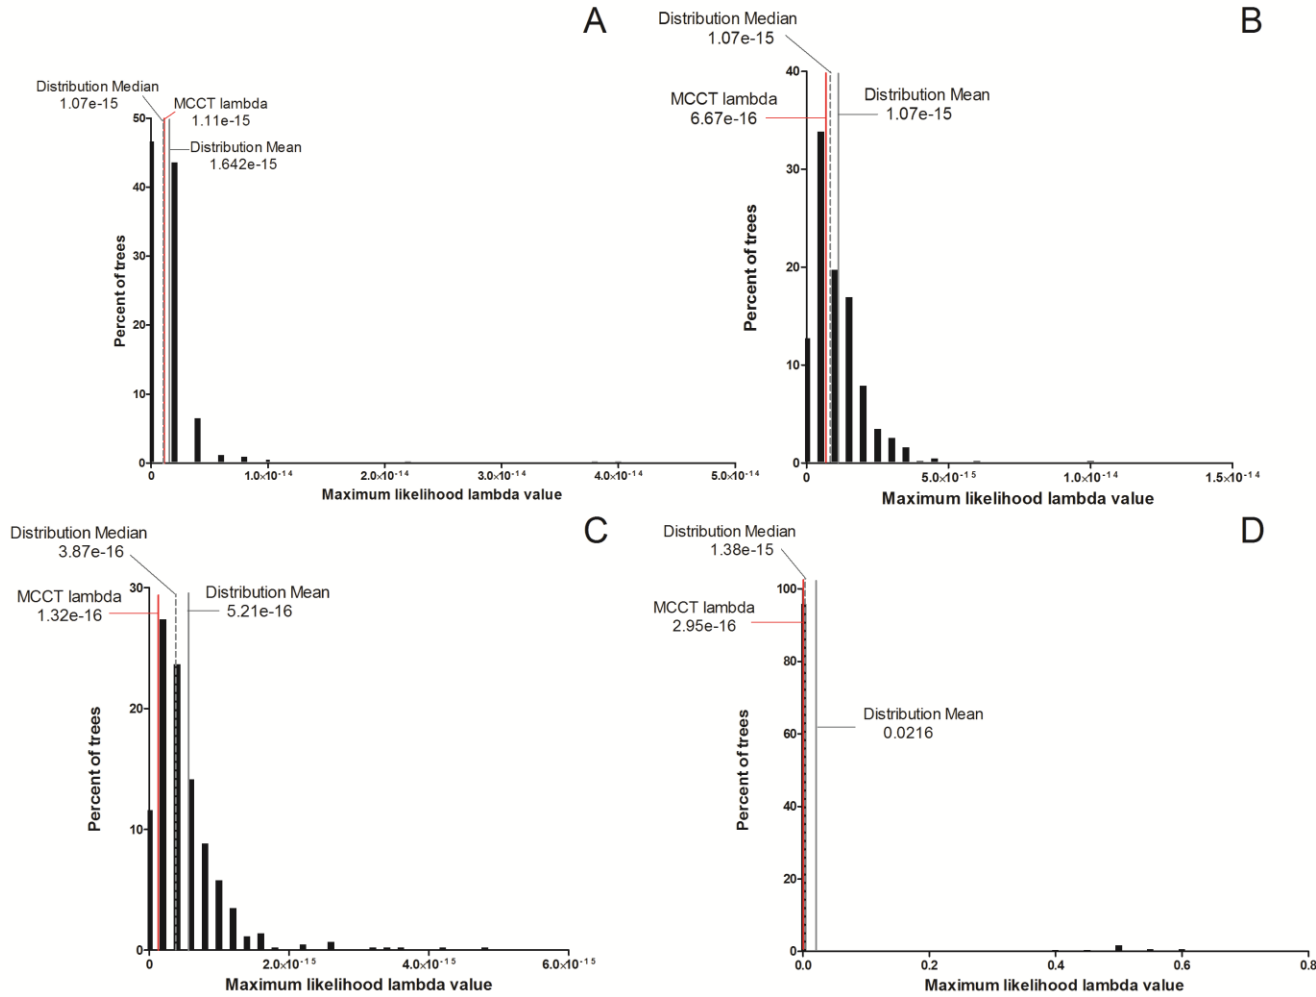 A
Distribution Median
1.07e-15
MCCT lambda
1.11e-15
Distribution Mean
1.642e-15
50
40
30
20
10
0
Percent of trees
0
1.0×10⁻¹⁴
2.0×10⁻¹⁴
3.0×10⁻¹⁴
4.0×10⁻¹⁴
5.0×10⁻¹⁴
Maximum likelihood lambda value
B
Distribution Median
1.07e-15
MCCT lambda
6.67e-16
Distribution Mean
1.07e-15
40
30
20
10
0
Percent of trees
0
5.0×10⁻¹⁵
1.0×10⁻¹⁴
1.5×10⁻¹⁴
Maximum likelihood lambda value
C
Distribution Median
3.87e-16
MCCT lambda
1.32e-16
Distribution Mean
5.21e-16
30
20
10
0
Percent of trees
0
2.0×10⁻¹⁵
4.0×10⁻¹⁵
6.0×10⁻¹⁵
Maximum likelihood lambda value
D
Distribution Median
1.38e-15
MCCT lambda
2.95e-16
Distribution Mean
0.0216
100
80
60
40
20
0
Percent of trees
0.0
0.2
0.4
0.6
0.8
Maximum likelihood lambda value